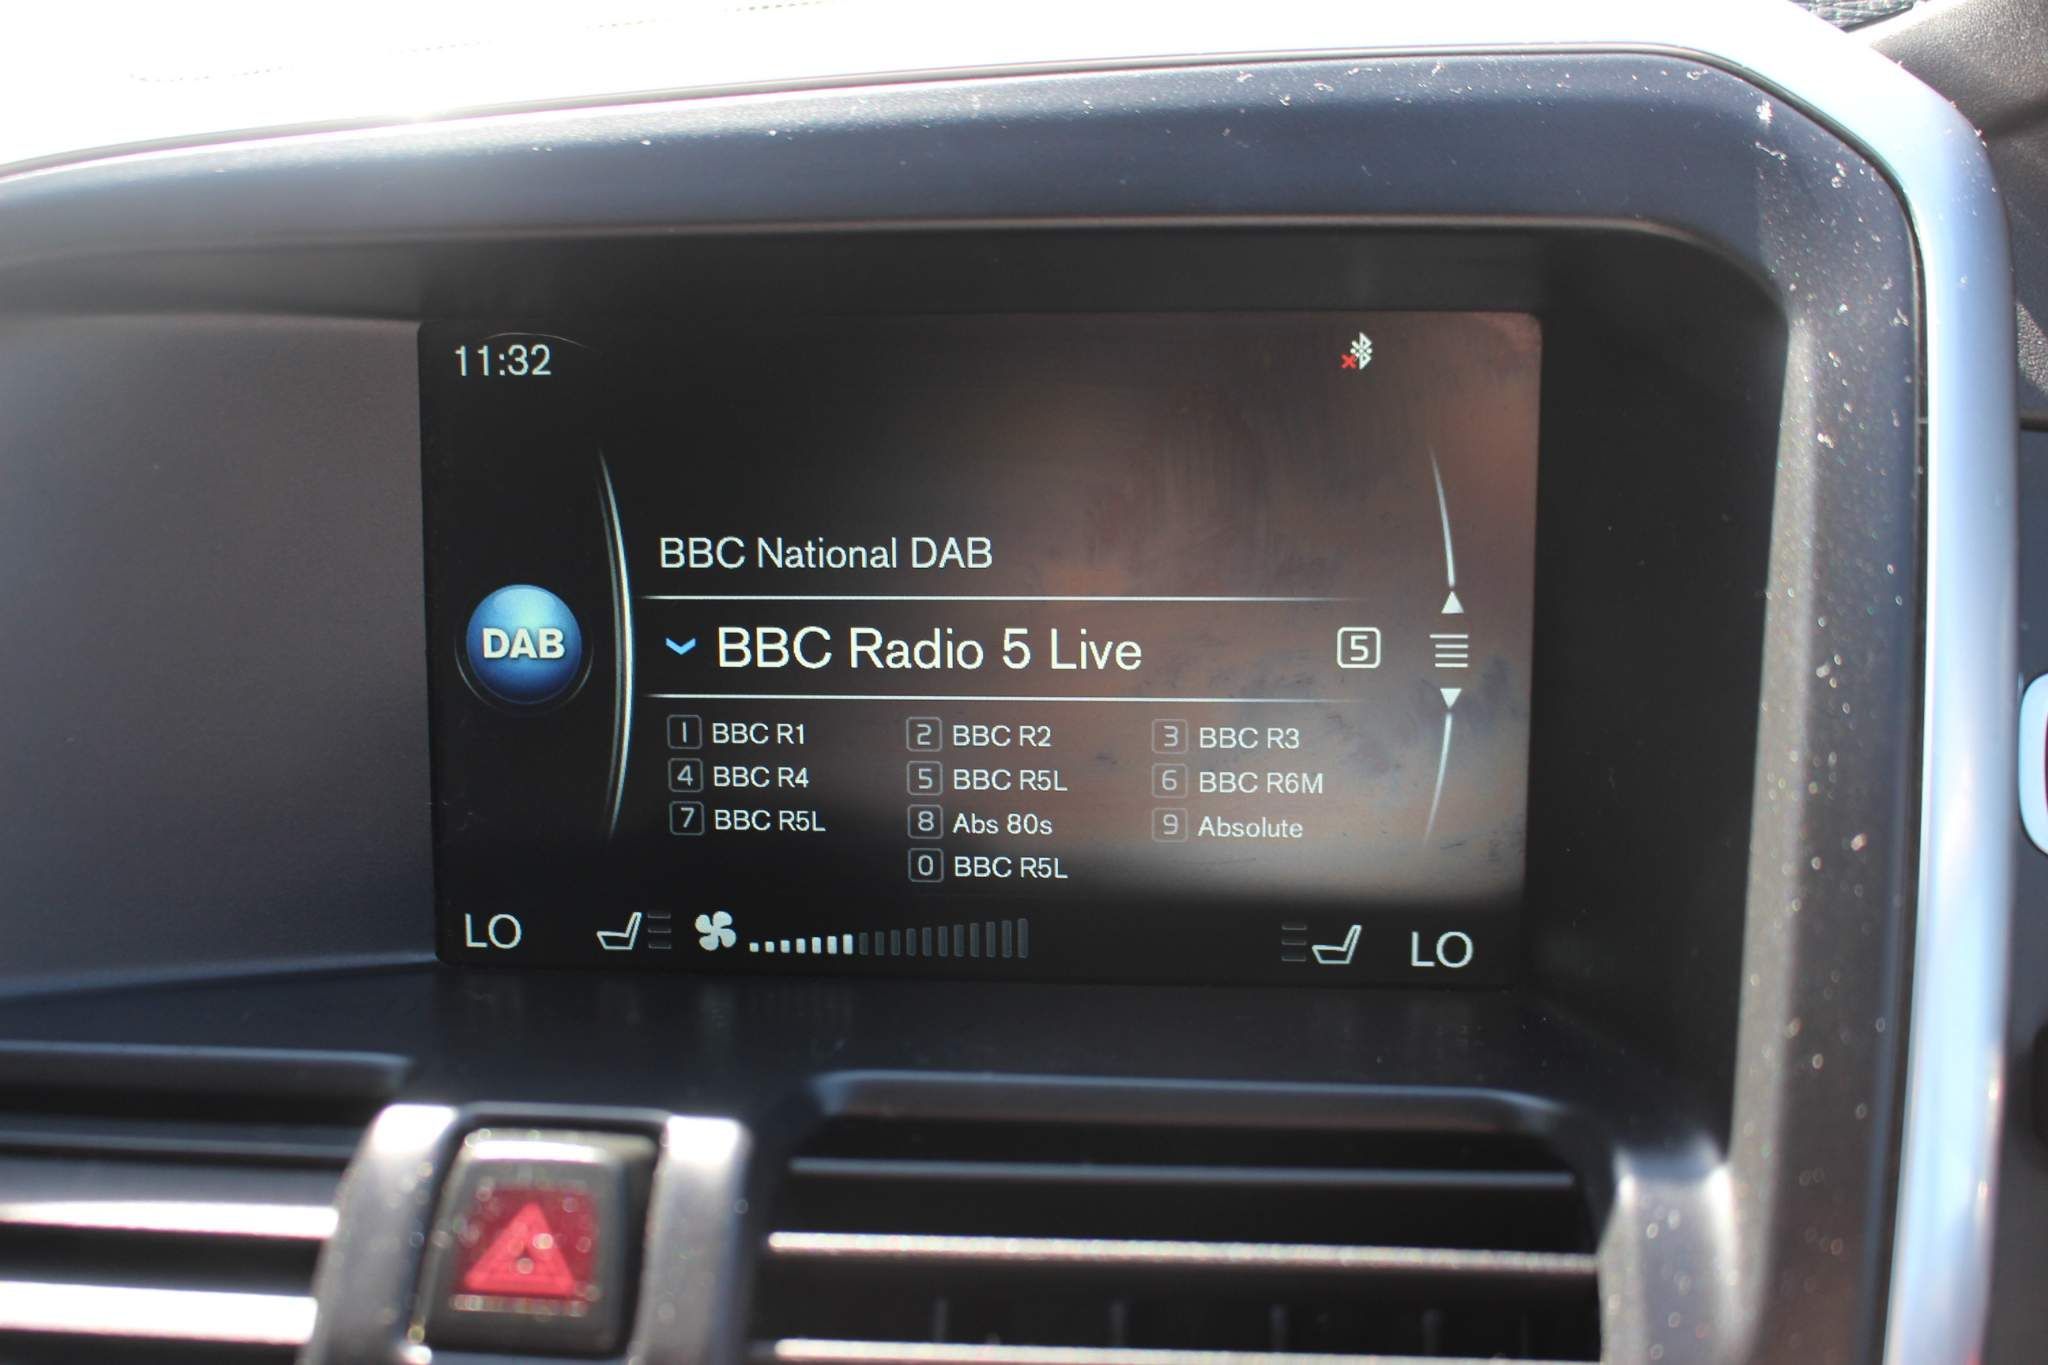 11:32
BBC National DAB
DAB
BBC Radio 5 Live 5
1 BBC R1 2 BBC R2 3 BBC R3
4 BBC R4 5 BBC R5L 6 BBC R6M
7 BBC R5L 8 Abs 80s 9 Absolute
0 BBC R5L
LO LO